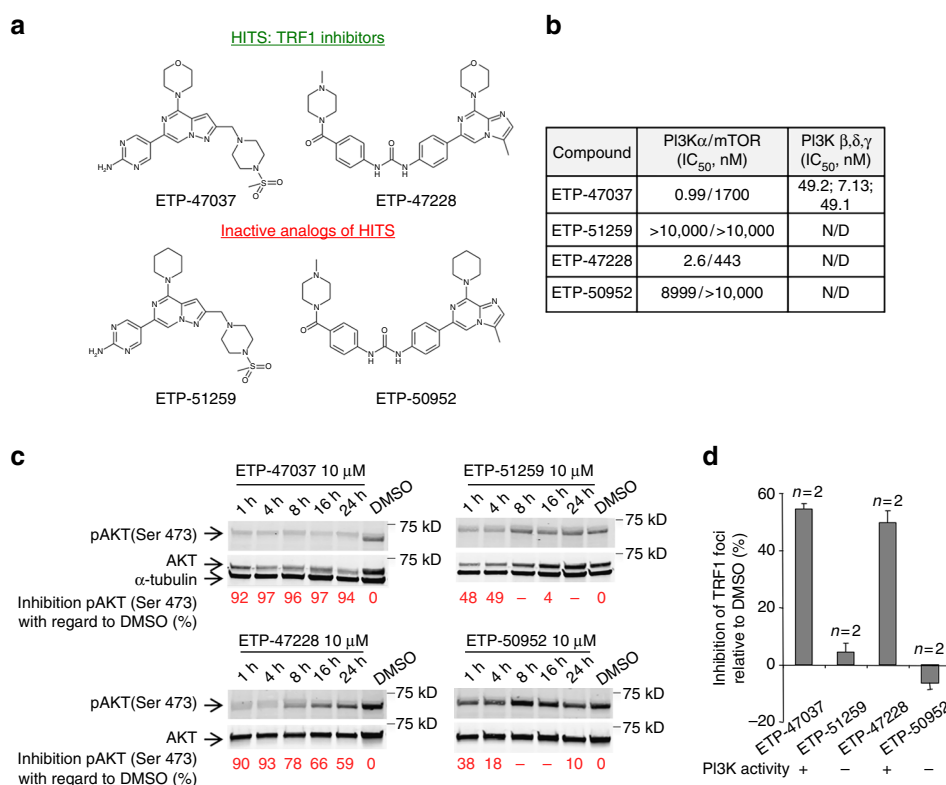 a
HITS: TRF1 inhibitors
ETP-47037
ETP-47228
Inactive analogs of HITS
ETP-51259
ETP-50952
b
Compound
PI3Kα/mTOR
(IC50, nM)
PI3K β,δ,γ
(IC50, nM)
ETP-47037
0.99/1700
49.2; 7.13;
49.1
ETP-51259
>10,000/>10,000
N/D
ETP-47228
2.6/443
N/D
ETP-50952
8999/>10,000
N/D
c
ETP-47037 10 μM
1 h 4 h 8 h 16 h 24 h DMSO
75 kD
pAKT(Ser 473)
75 kD
AKT
α-tubulin
Inhibition pAKT (Ser 473)
with regard to DMSO (%)
92 97 96 97 94 0
ETP-51259 10 μM
1 h 4 h 8 h 16 h 24 h DMSO
75 kD
75 kD
48 49 – 4 – 0
ETP-47228 10 μM
1 h 4 h 8 h 16 h 24 h DMSO
75 kD
pAKT(Ser 473)
75 kD
AKT
Inhibition pAKT (Ser 473)
with regard to DMSO (%)
90 93 78 66 59 0
ETP-50952 10 μM
1 h 4 h 8 h 16 h 24 h DMSO
75 kD
75 kD
38 18 – – 10 0
d
Inhibition of TRF1 foci
relative to DMSO (%)
60
40
20
0
–20
n=2
n=2
n=2
n=2
ETP-47037
ETP-51259
ETP-47228
ETP-50952
PI3K activity + – + –